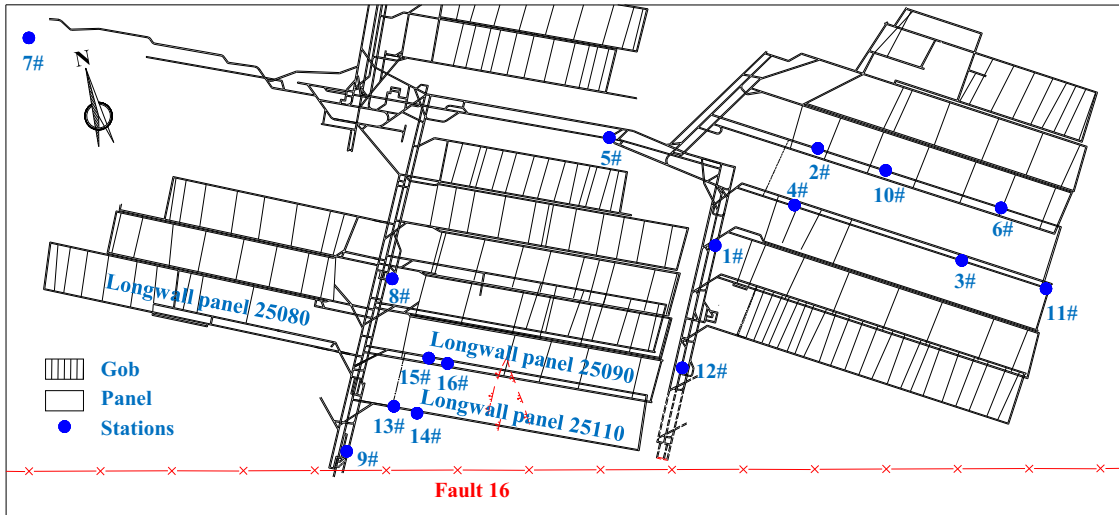 7#
N
5#
2#
10#
4#
6#
1#
3#
11#
8#
Longwall panel 25080
Longwall panel 25090
12#
15#
16#
Gob
Panel
Stations
Longwall panel 25110
13#
14#
9#
Fault 16